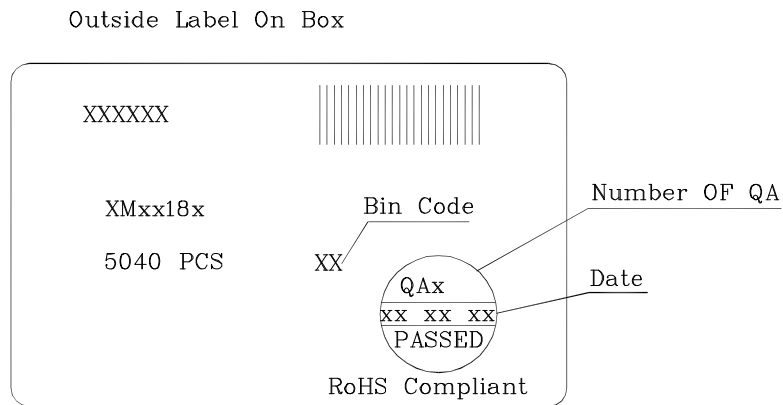 Outside Label On Box
XXXXXX
XMxx18x
Bin Code
Number OF QA
5040 PCS
XX
QAx
Date
xx xx xx
PASSED
RoHS Compliant